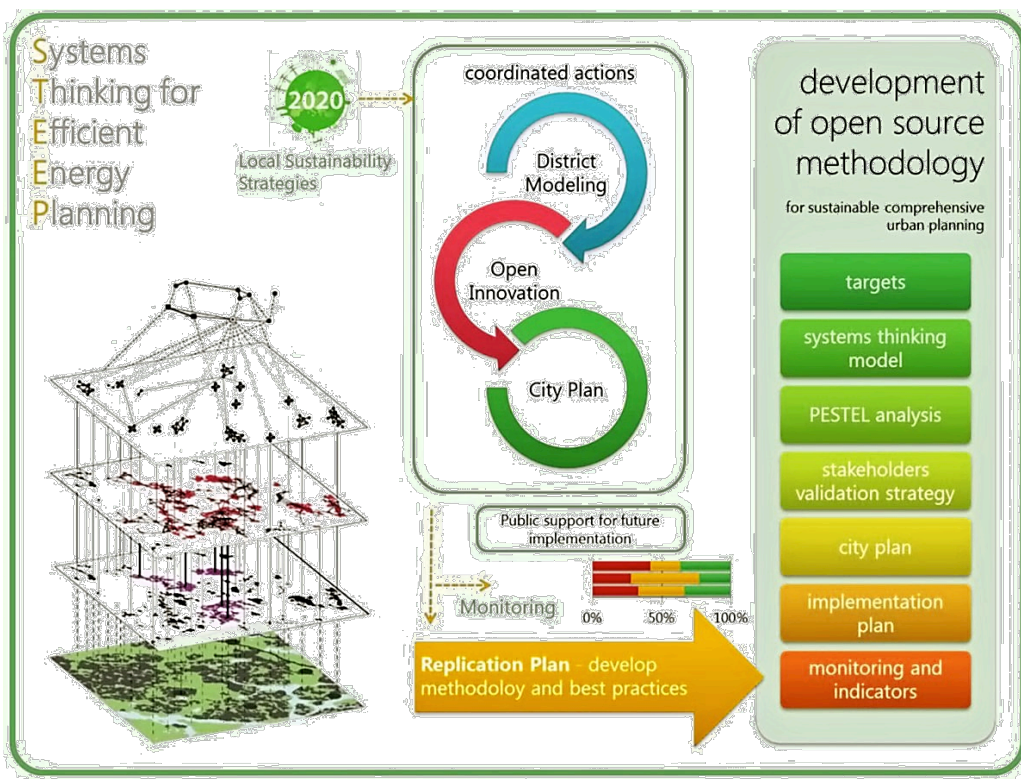 Systems
Thinking for
Efficient
Energy
Planning
2020
Local Sustainability
Strategies
coordinated actions
District
Modeling
Open
Innovation
City Plan
Public support for future
implementation
Monitoring
0% 50% 100%
Replication Plan - develop
methodoloy and best practices
development
of open source
methodology
for sustainable comprehensive
urban planning
targets
systems thinking
model
PESTEL analysis
stakeholders
validation strategy
city plan
implementation
plan
monitoring and
indicators